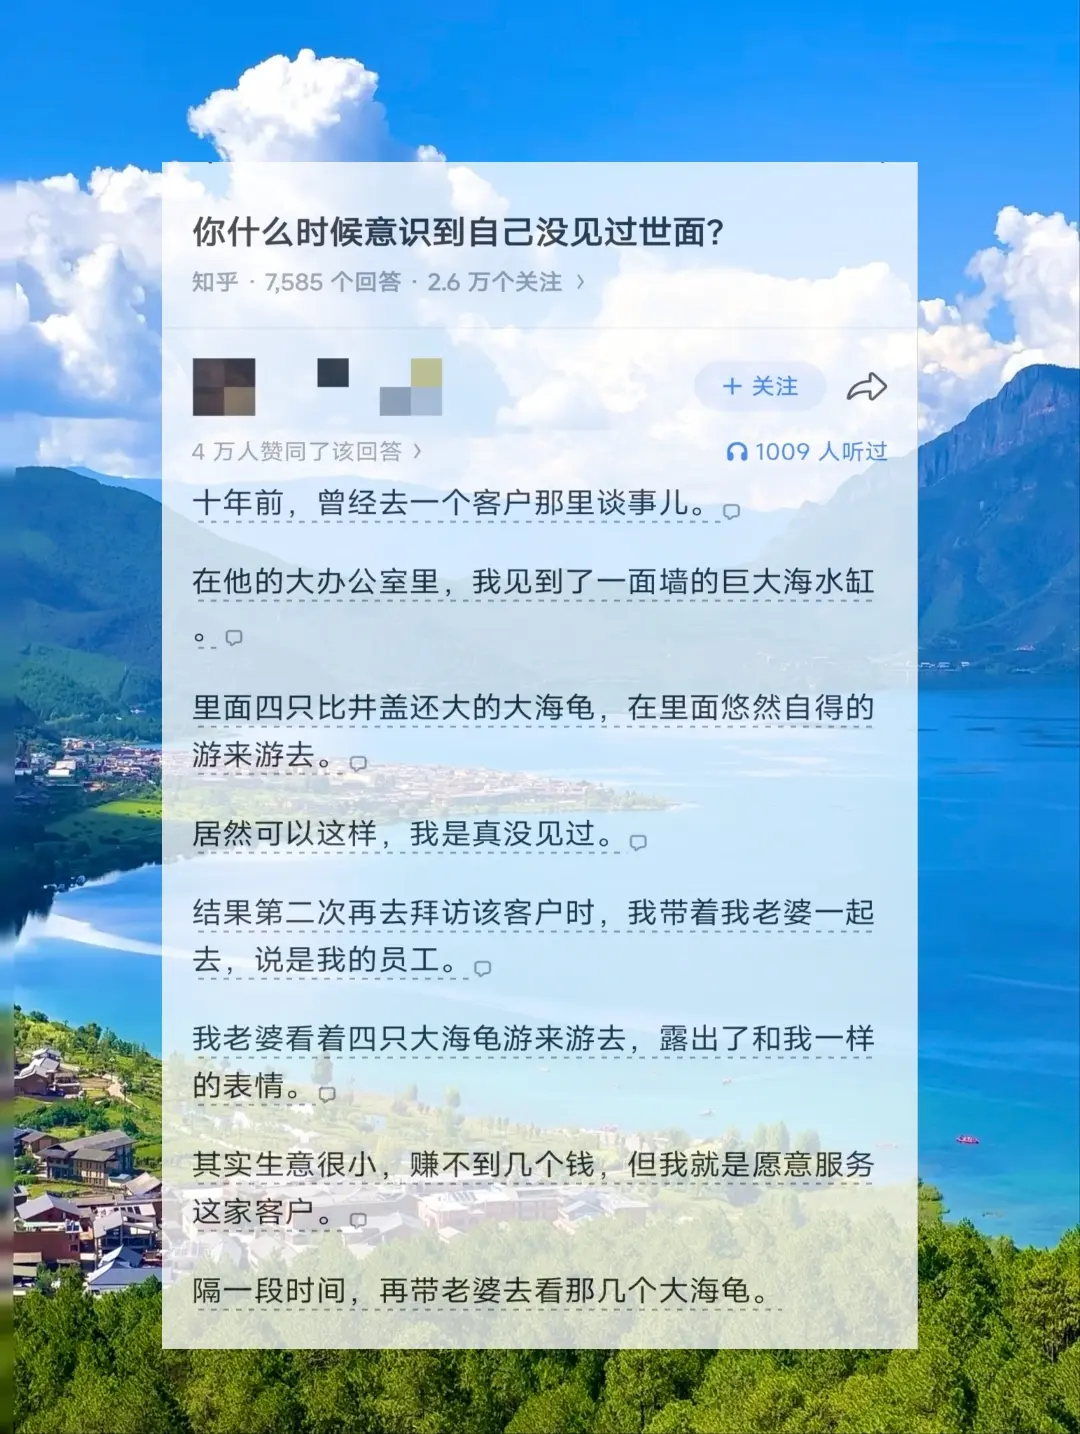 你什么时候意识到自己没见过世面?
知乎 · 7,585 个回答 · 2.6 万个关注 >
+ 关注
4 万人赞同了该回答 >
1009 人听过
十年前，曾经去一个客户那里谈事儿。
在他的大办公室里，我见到了一面墙的巨大海水缸
。
里面四只比井盖还大的大海龟，在里面悠然自得的
游来游去。
居然可以这样，我是真没见过。
结果第二次再去拜访该客户时，我带着我老婆一起
去，说是我的员工。
我老婆看着四只大海龟游来游去，露出了和我一样
的表情。
其实生意很小，赚不到几个钱，但我就是愿意服务
这家客户。
隔一段时间，再带老婆去看那几个大海龟。